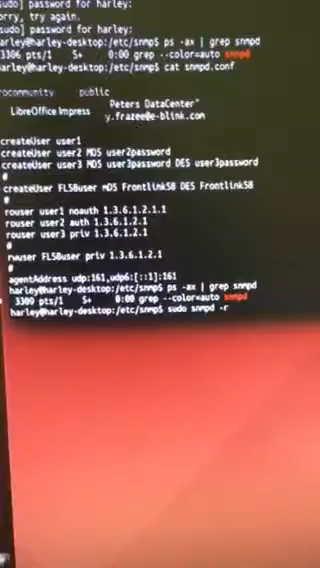 sudo] password for harley:
orry, try again.
sudo] password for harley:
arley@harley-desktop:/etc/snmp$ ps -ax | grep snmpd
3306 pts/1    S+     0:00 grep --color=auto snmpd
arley@harley-desktop:/etc/snmp$ cat snmpd.conf
rocommunity     public
LibreOffice Impress     Peters DataCenter"
y.frazee@e-blink.com
createUser user1
createUser user2 MD5 user2password
createUser user3 MD5 user3password DES user3password
#
createUser FLSBuser mD5 FrontlinkSB DES FrontlinkSB
#
rouser user1 noauth 1.3.6.1.2.1.1
rouser user2 auth 1.3.6.1.2.1
rouser user3 priv 1.3.6.1.2.1
#
rwuser FLSBuser priv 1.3.6.1.2.1
#
agentAddress udp:161,udp6:[::1]:161
harley@harley-desktop:/etc/snmp$ ps -ax | grep snmpd
3309 pts/1    S+     0:00 grep --color=auto snmpd
harley@harley-desktop:/etc/snmp$ sudo snmpd -r